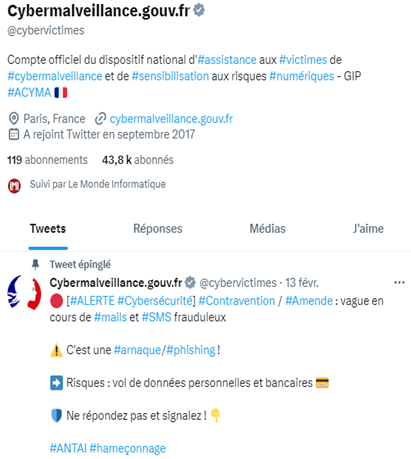 Cybermalveillance.gouv.fr
@cybervictimes
Compte officiel du dispositif national d'#assistance aux #victimes de
#cybermalveillance et de #sensibilisation aux risques #numériques - GIP
#ACYMA 🇫🇷
Paris, France cybermalveillance.gouv.fr
A rejoint Twitter en septembre 2017
119 abonnements 43,8 k abonnés
Suivi par Le Monde Informatique
Tweets Réponses Médias J'aime
Tweet épinglé
Cybermalveillance.gouv.fr @cybervictimes · 13 févr.
🔴 [#ALERTE #Cybersécurité] #Contravention / #Amende : vague en
cours de #mails et #SMS frauduleux
⚠️ C'est une #arnaque/#phishing !
➡️ Risques : vol de données personnelles et bancaires 💳
🛡️ Ne répondez pas et signalez ! 👇
#ANTAI #hameçonnage